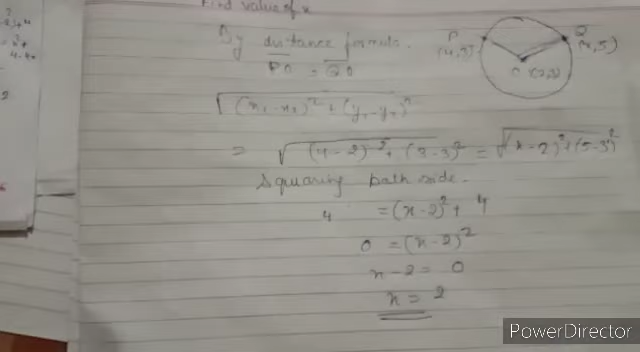 Find value of x
By distance formula.
PO = QO
P
(4,3)
Q
(x,5)
O (2,3)
√(x₁-x₂)²+(y₁-y₂)²
= √(4-2)²+(3-3)² = √(x-2)²+(5-3)²
Squaring both side.
4 = (x-2)²+ 4
0 = (x-2)²
x-2 = 0
x = 2
PowerDirector